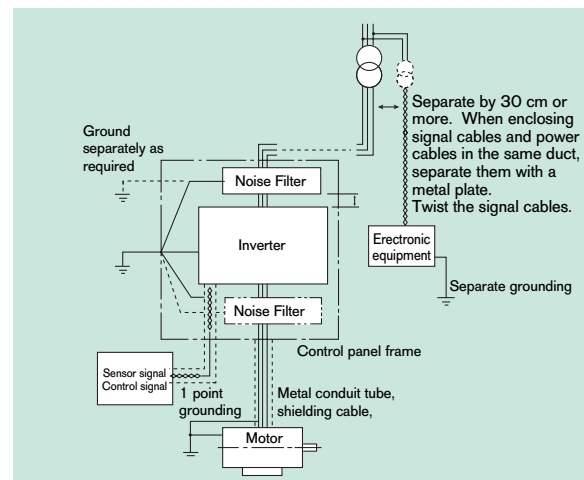 Separate by 30 cm or
more. When enclosing
signal cables and power
cables in the same duct,
separate them with a
metal plate.
Twist the signal cables.
Ground
separately as
required
Noise Filter
Inverter
Erectronic
equipment
Separate grounding
Noise Filter
Control panel frame
Sensor signal
Control signal
1 point
grounding
Metal conduit tube,
shielding cable,
Motor